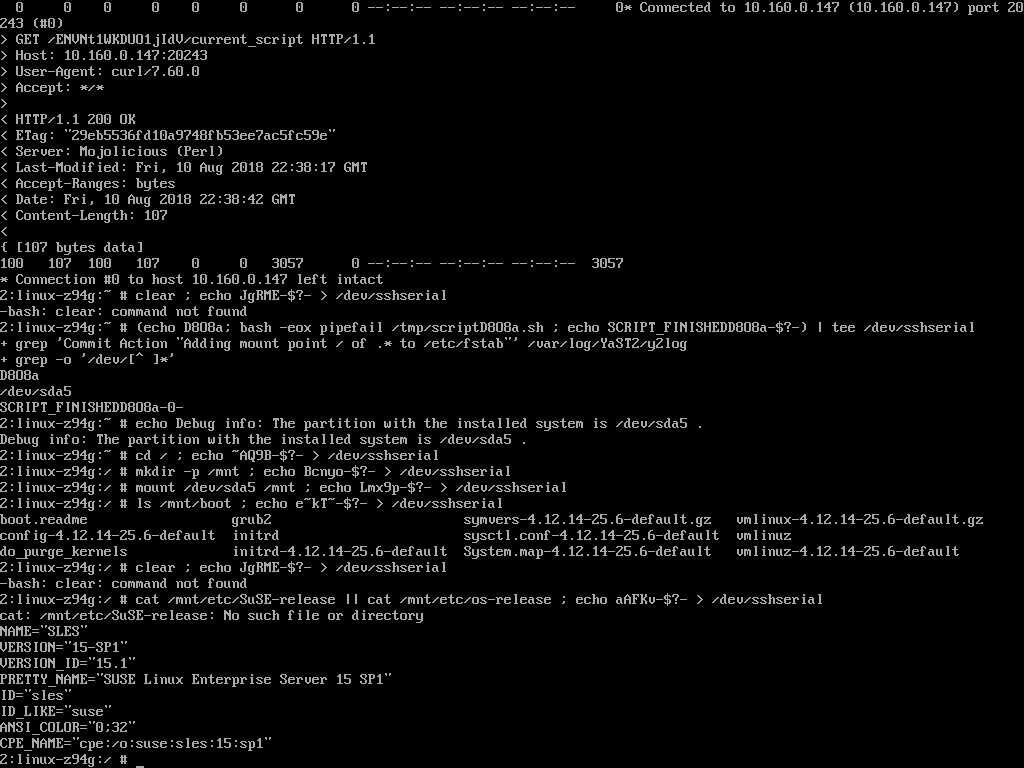 0     0    0     0    0     0      0      0 --:--:-- --:--:-- --:--:--     0* Connected to 10.160.0.147 (10.160.0.147) port 20
243 (#0)
> GET /ENVNt1WKDUO1jIdV/current_script HTTP/1.1
> Host: 10.160.0.147:20243
> User-Agent: curl/7.60.0
> Accept: */*
>
< HTTP/1.1 200 OK
< ETag: "29eb5536fd10a9748fb53ee7ac5fc59e"
< Server: Mojolicious (Perl)
< Last-Modified: Fri, 10 Aug 2018 22:38:17 GMT
< Accept-Ranges: bytes
< Date: Fri, 10 Aug 2018 22:38:42 GMT
< Content-Length: 107
<
{ [107 bytes data]
100   107  100   107    0     0   3057      0 --:--:-- --:--:-- --:--:--  3057
* Connection #0 to host 10.160.0.147 left intact
2:linux-z94g:~ # clear ; echo JgRME-$?- > /dev/sshserial
-bash: clear: command not found
2:linux-z94g:~ # (echo D808a; bash -eox pipefail /tmp/scriptD808a.sh ; echo SCRIPT_FINISHEDD808a-$?-) | tee /dev/sshserial
+ grep 'Commit Action "Adding mount point / of .* to /etc/fstab"' /var/log/YaST2/y2log
+ grep -o '/dev/[^ ]*'
D808a
/dev/sda5
SCRIPT_FINISHEDD808a-0-
2:linux-z94g:~ # echo Debug info: The partition with the installed system is /dev/sda5 .
Debug info: The partition with the installed system is /dev/sda5 .
2:linux-z94g:~ # cd / ; echo ~AQ9B-$?- > /dev/sshserial
2:linux-z94g:/ # mkdir -p /mnt ; echo Bcnyo-$?- > /dev/sshserial
2:linux-z94g:/ # mount /dev/sda5 /mnt ; echo Lmx9p-$?- > /dev/sshserial
2:linux-z94g:/ # ls /mnt/boot ; echo e~kT~-$?- > /dev/sshserial
boot.readme                  grub2                        symvers-4.12.14-25.6-default.gz   vmlinux-4.12.14-25.6-default.gz
config-4.12.14-25.6-default  initrd                       sysctl.conf-4.12.14-25.6-default  vmlinuz
do_purge_kernels             initrd-4.12.14-25.6-default  System.map-4.12.14-25.6-default   vmlinuz-4.12.14-25.6-default
2:linux-z94g:/ # clear ; echo JgRME-$?- > /dev/sshserial
-bash: clear: command not found
2:linux-z94g:/ # cat /mnt/etc/SuSE-release || cat /mnt/etc/os-release ; echo aAFKv-$?- > /dev/sshserial
cat: /mnt/etc/SuSE-release: No such file or directory
NAME="SLES"
VERSION="15-SP1"
VERSION_ID="15.1"
PRETTY_NAME="SUSE Linux Enterprise Server 15 SP1"
ID="sles"
ID_LIKE="suse"
ANSI_COLOR="0;32"
CPE_NAME="cpe:/o:suse:sles:15:sp1"
2:linux-z94g:/ # _